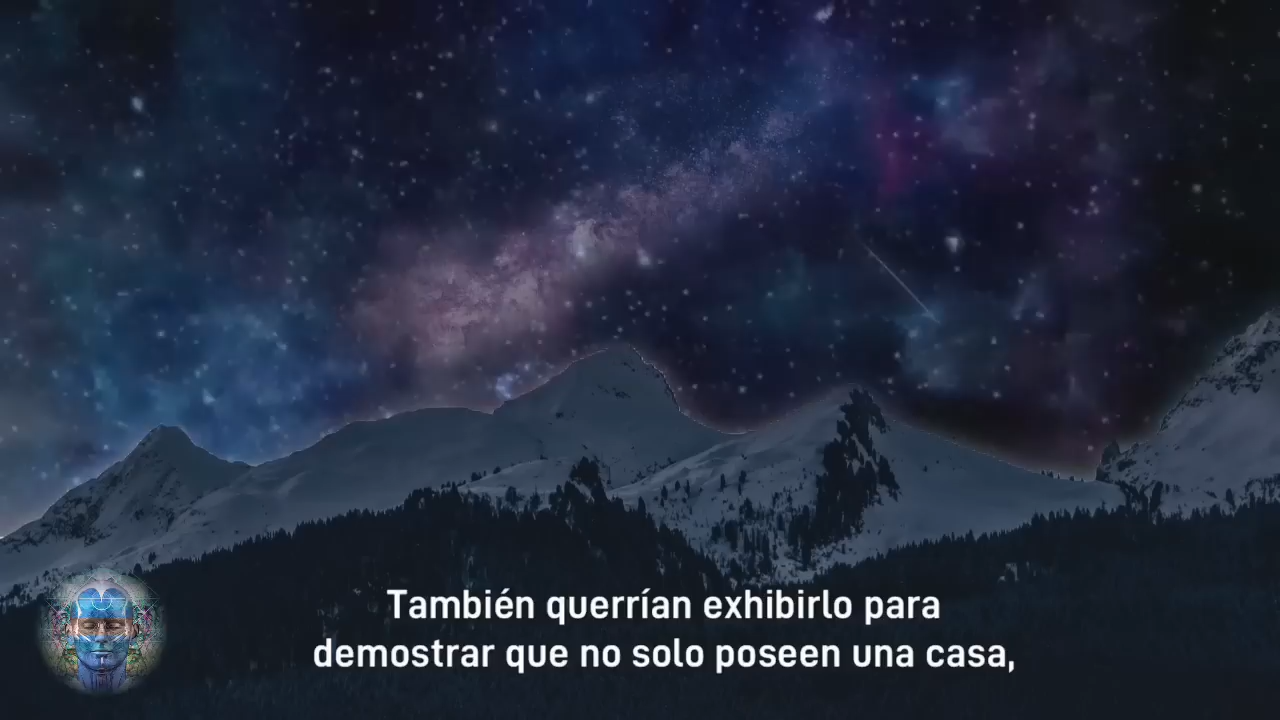 También querrían exhibirlo para
demostrar que no solo poseen una casa,